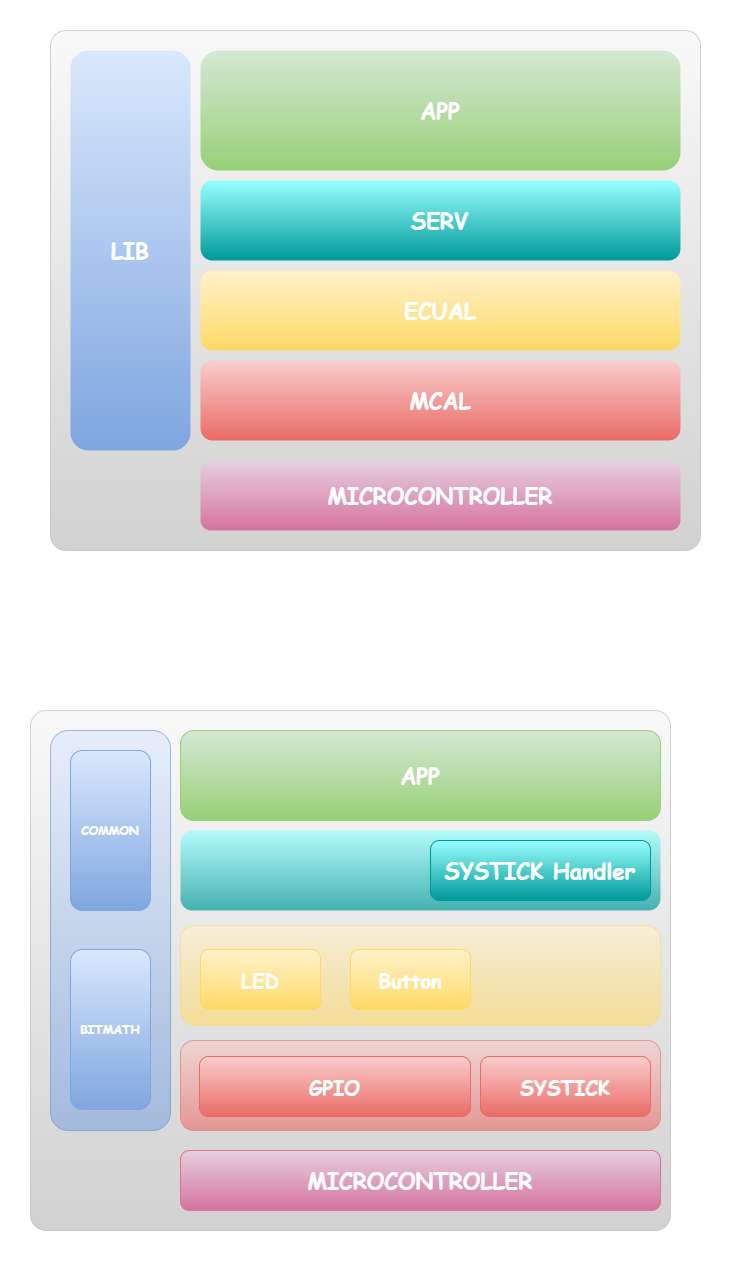 APP
SERV
LIB
ECUAL
MCAL
MICROCONTROLLER
APP
COMMON
SYSTICK Handler
LED
Button
BITMATH
GPIO
SYSTICK
MICROCONTROLLER